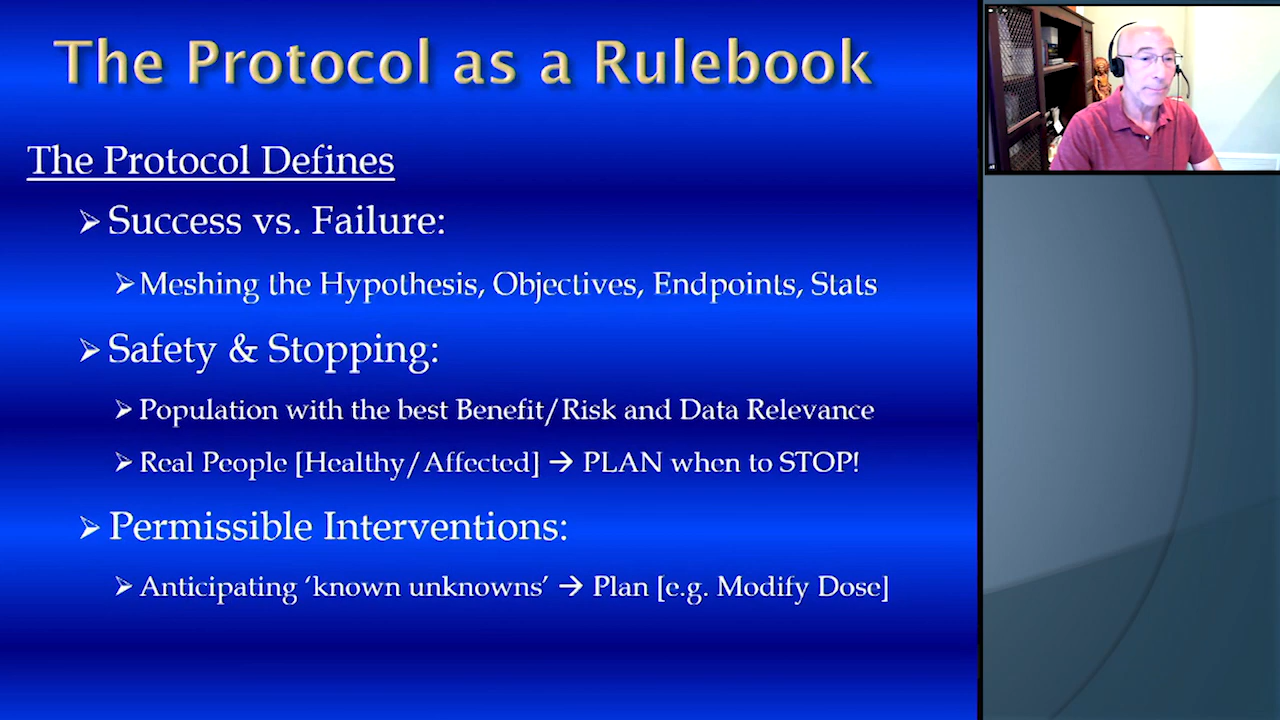 The Protocol as a Rulebook
The Protocol Defines
➢ Success vs. Failure:
➢ Meshing the Hypothesis, Objectives, Endpoints, Stats
➢ Safety & Stopping:
➢ Population with the best Benefit/Risk and Data Relevance
➢ Real People [Healthy/Affected] → PLAN when to STOP!
➢ Permissible Interventions:
➢ Anticipating ‘known unknowns’ → Plan [e.g. Modify Dose]